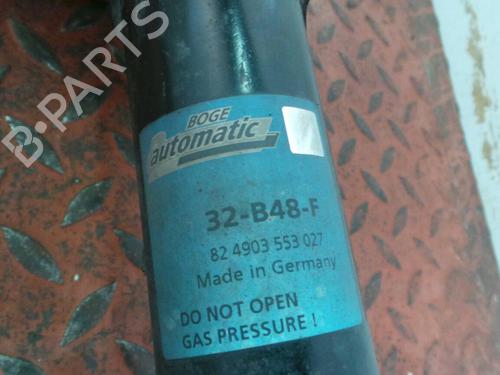 B-PARTS
BOGE
automatic
32-B48-F
82 4903 553 027
Made in Germany
DO NOT OPEN
GAS PRESSURE !